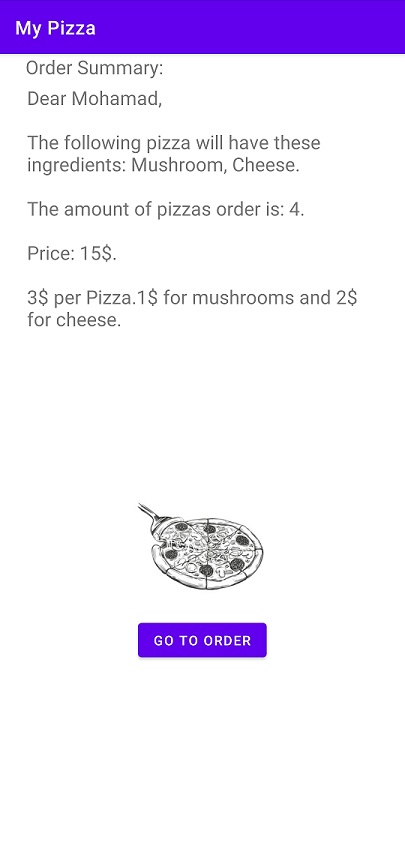 My Pizza
Order Summary:
Dear Mohamad,
The following pizza will have these
ingredients: Mushroom, Cheese.
The amount of pizzas order is: 4.
Price: 15$.
3$ per Pizza.1$ for mushrooms and 2$
for cheese.
GO TO ORDER